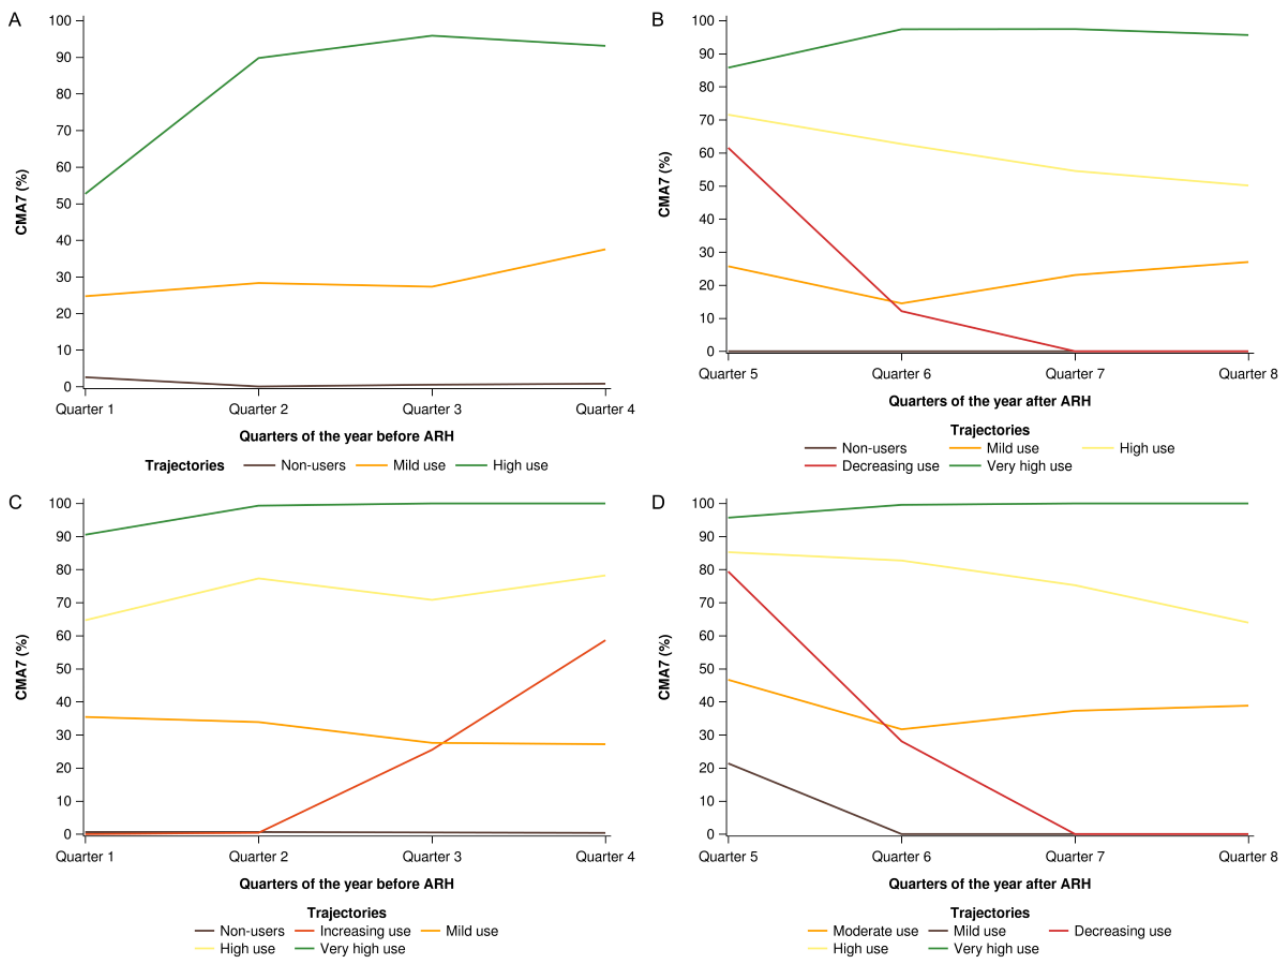 A
100
90
80
70
60
50
40
30
20
10
0
CMA7 (%)
Quarter 1 Quarter 2 Quarter 3 Quarter 4
Quarters of the year before ARH
Trajectories Non-users Mild use High use
B
100
90
80
70
60
50
40
30
20
10
0
CMA7 (%)
Quarter 5 Quarter 6 Quarter 7 Quarter 8
Quarters of the year after ARH
Trajectories
Non-users Mild use High use
Decreasing use Very high use
C
100
90
80
70
60
50
40
30
20
10
0
CMA7 (%)
Quarter 1 Quarter 2 Quarter 3 Quarter 4
Quarters of the year before ARH
Trajectories
Non-users Increasing use Mild use
High use Very high use
D
100
90
80
70
60
50
40
30
20
10
0
CMA7 (%)
Quarter 5 Quarter 6 Quarter 7 Quarter 8
Quarters of the year after ARH
Trajectories
Moderate use Mild use Decreasing use
High use Very high use